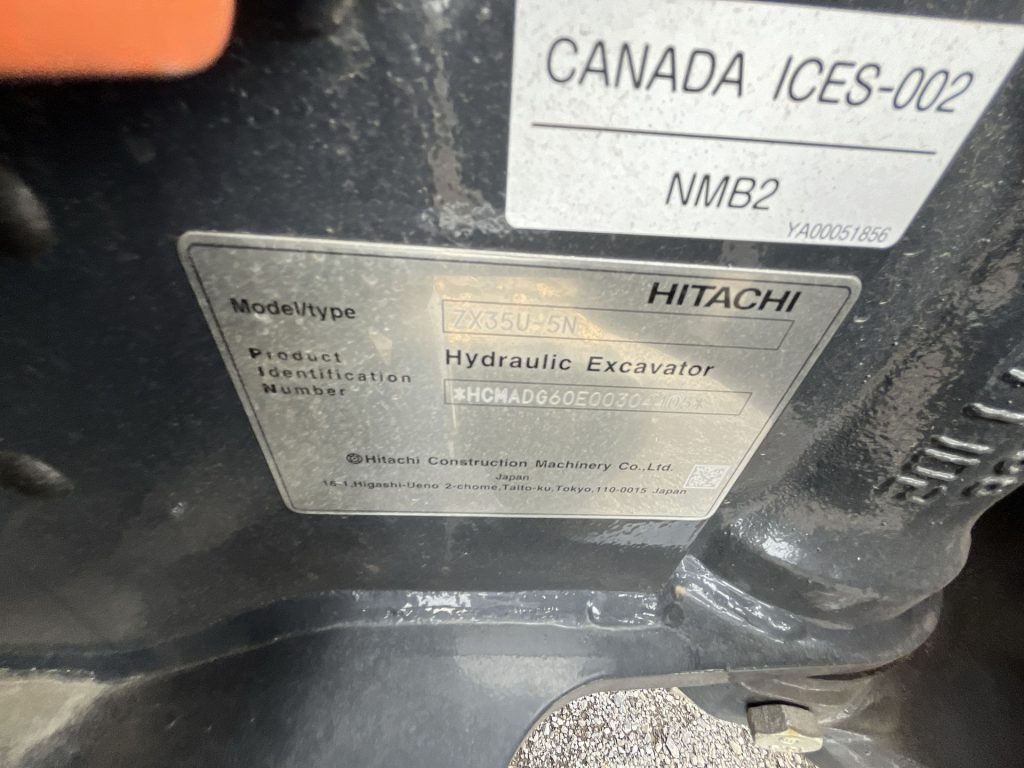 CANADA ICES-002
NMB2
YA00051856
HITACHI
Model/type ZX35U-5N
Hydraulic Excavator
Product
Identification
Number
Hitachi Construction Machinery Co.,Ltd.
Japan
16-1,Higashi-Ueno 2-chome,Taito-ku,Tokyo,110-0015 Japan